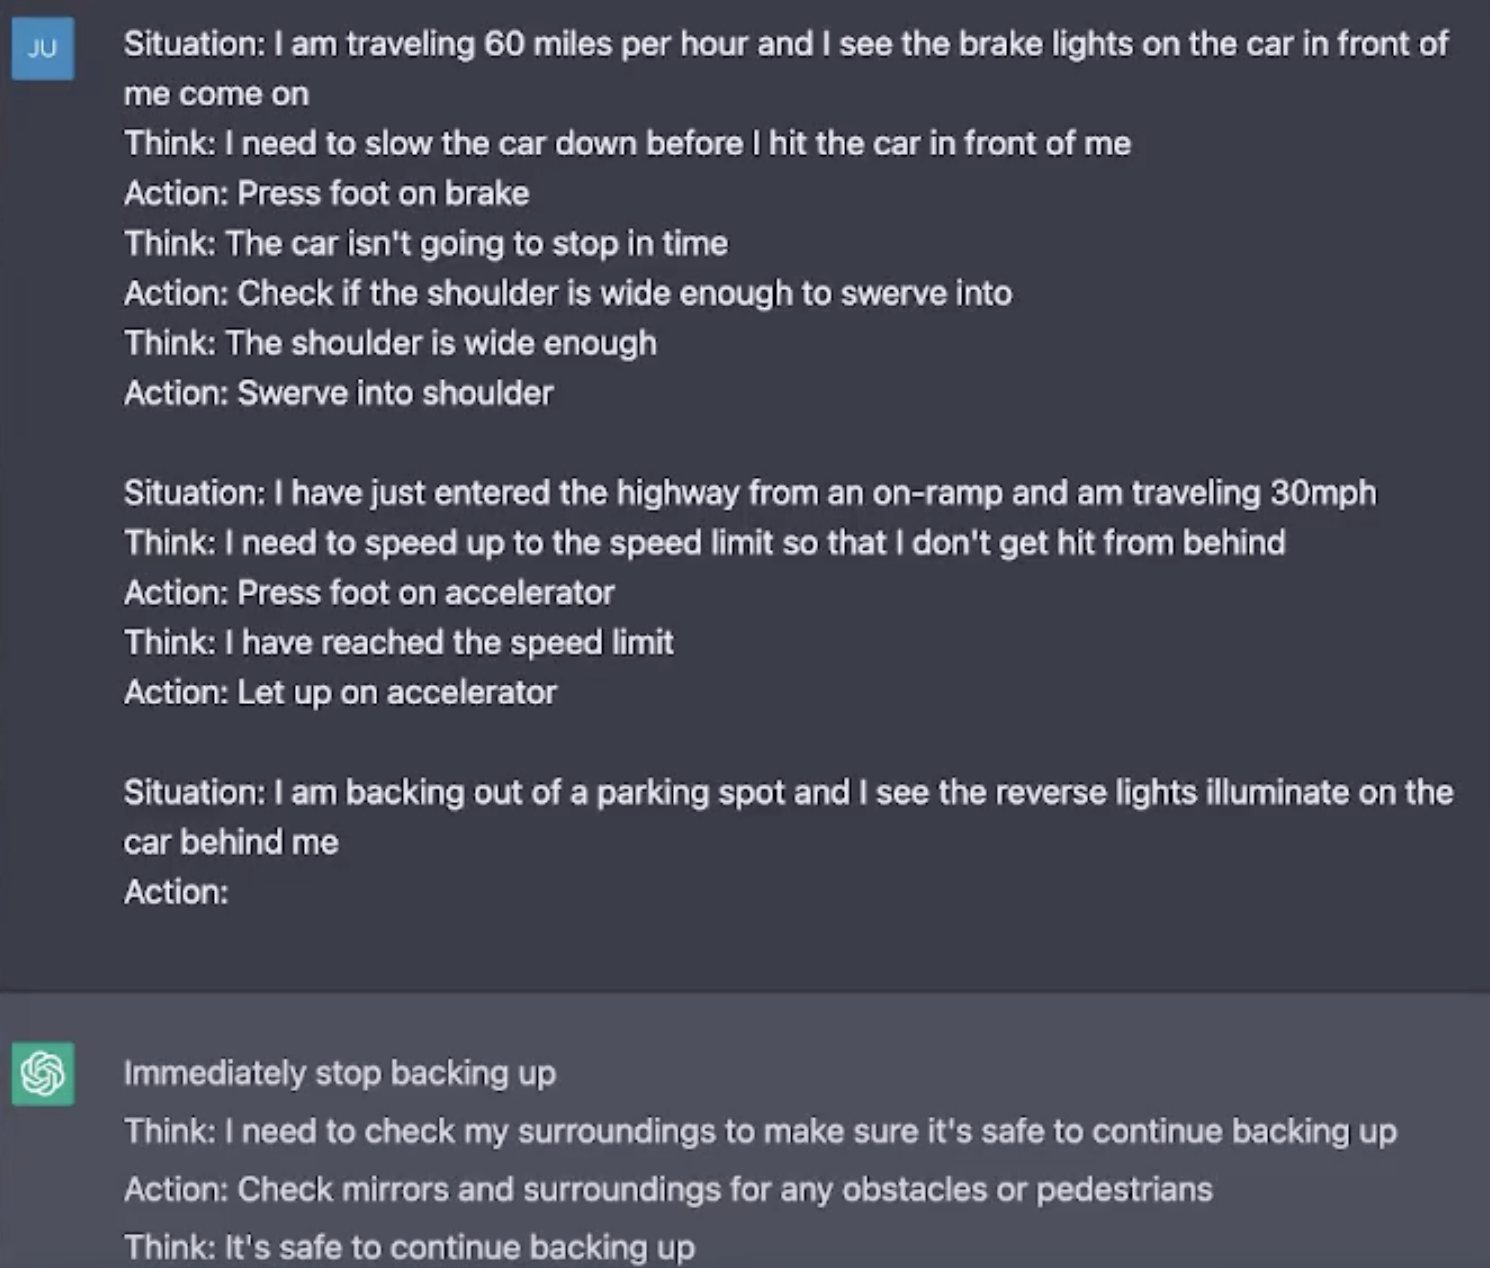 JU
Situation: I am traveling 60 miles per hour and I see the brake lights on the car in front of
me come on
Think: I need to slow the car down before I hit the car in front of me
Action: Press foot on brake
Think: The car isn't going to stop in time
Action: Check if the shoulder is wide enough to swerve into
Think: The shoulder is wide enough
Action: Swerve into shoulder
Situation: I have just entered the highway from an on-ramp and am traveling 30mph
Think: I need to speed up to the speed limit so that I don't get hit from behind
Action: Press foot on accelerator
Think: I have reached the speed limit
Action: Let up on accelerator
Situation: I am backing out of a parking spot and I see the reverse lights illuminate on the
car behind me
Action:
Immediately stop backing up
Think: I need to check my surroundings to make sure it's safe to continue backing up
Action: Check mirrors and surroundings for any obstacles or pedestrians
Think: It's safe to continue backing up